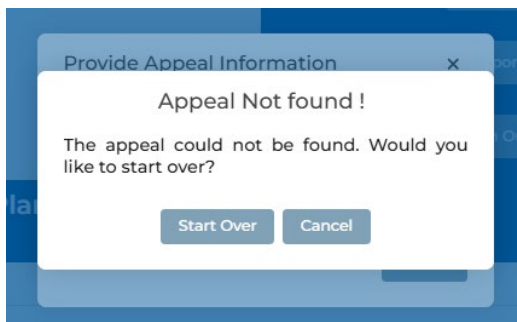 Provide Appeal Information ×
Appeal Not found !
The appeal could not be found. Would you
like to start over?
Start Over Cancel